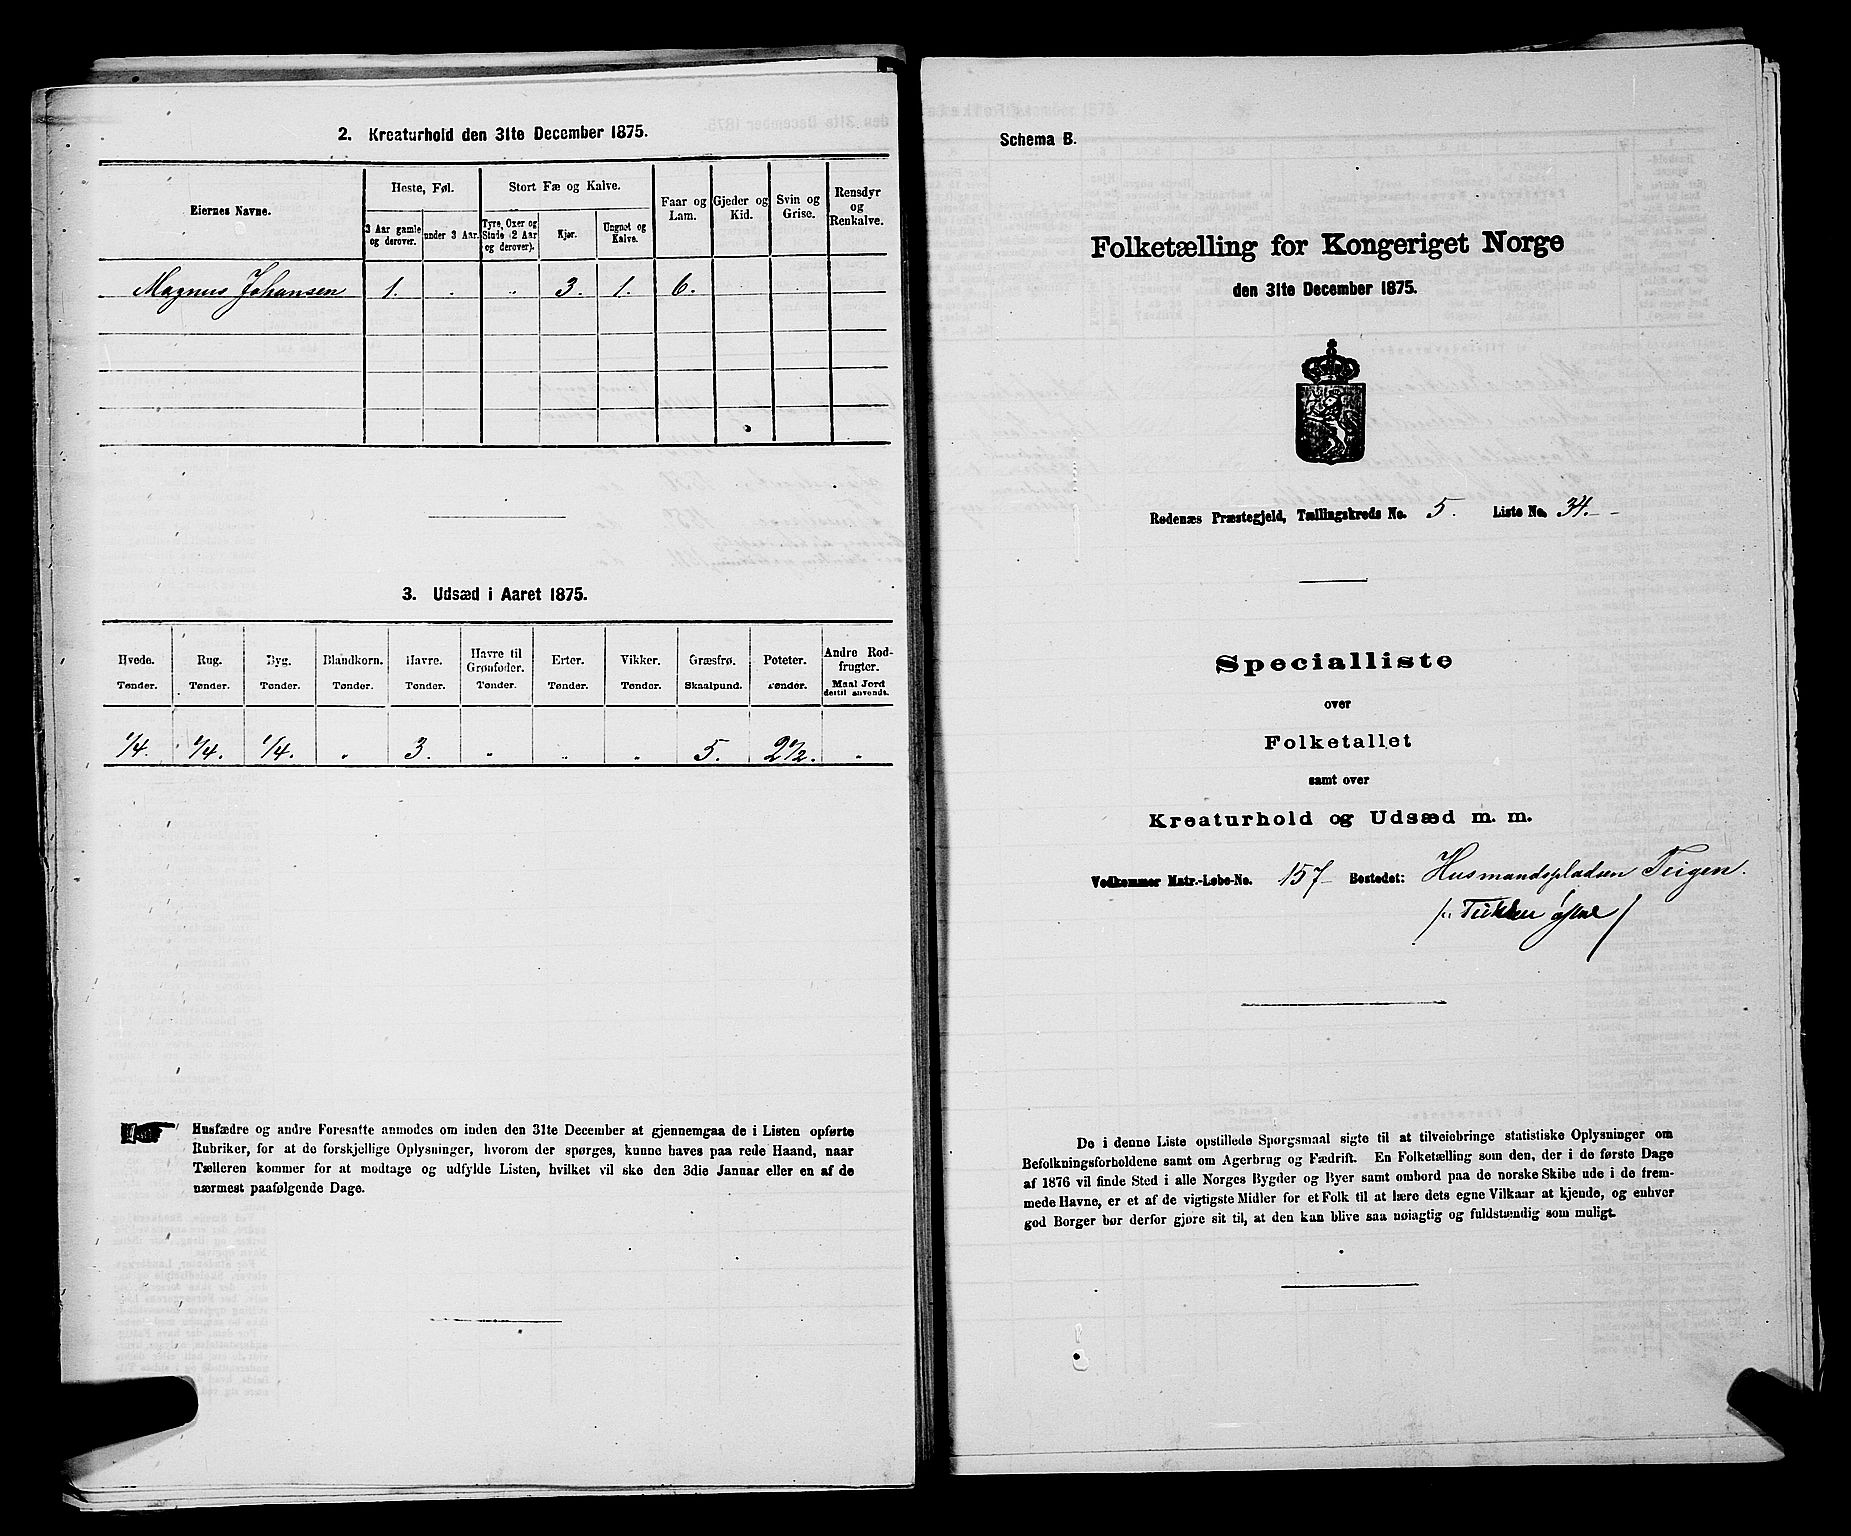 2. Kreaturhold den 31te December 1875.
Eiernes Navne.
Heste, Føl.
Stort Fæ og Kalve.
Faar og Lam.
Gjeder og Kid.
Svin og Grise.
Rensdyr og Renkalve.
3 Aar gamle og derover.
under 3 Aar.
Tyre, Oxer og Stude (2 Aar og derover).
Kjør.
Ungnøt og Kalve.
Magnus Johansen 1. " " 3. 1. 6.
3. Udsæd i Aaret 1875.
Hvede. Rug. Byg. Blandkorn. Havre. Havre til Grønfoder. Erter. Vikker. Græsfrø. Poteter. Andre Rodfrugter.
Tønder. Tønder. Tønder. Tønder. Tønder. Tønder. Tønder. Tønder. Skaalpund. Tønder. Maal Jord dertil anvendt.
1/4. 1/4. 1/4. " 3. " " " 5. 2 1/2. "
Husfædre og andre Foresatte anmodes om inden den 31te December at gjennemgaa de i Listen opførte
Rubriker, for at de forskjellige Oplysninger, hvorom der spørges, kunne haves paa rede Haand, naar
Tælleren kommer for at modtage og udfylde Listen, hvilket vil ske den 3die Januar eller en af de
nærmest paafølgende Dage.
Schema B.
Folketælling for Kongeriget Norge
den 31te December 1875.
Rødenæs Præstegjeld, Tællingskreds No. 5. Liste No. 34.
Specialliste
over
Folketallet
samt over
Kreaturhold og Udsæd m. m.
Vedkommer Matr.-Løbe-No. 157 Bostedet: Husmandspladsen Teigen.
De i denne Liste opstillede Spørgsmaal sigte til at tilveiebringe statistiske Oplysninger om
Befolkningsforholdene samt om Agerbrug og Fædrift. En Folketælling som den, der i de første Dage
af 1876 vil finde Sted i alle Norges Bygder og Byer samt ombord paa de norske Skibe ude i de frem-
mede Havne, er et af de vigtigste Midler for et Folk til at lære dets egne Vilkaar at kjende, og enhver
god Borger bør derfor gjøre sit til, at den kan blive saa nøiagtig og fuldstændig som muligt.